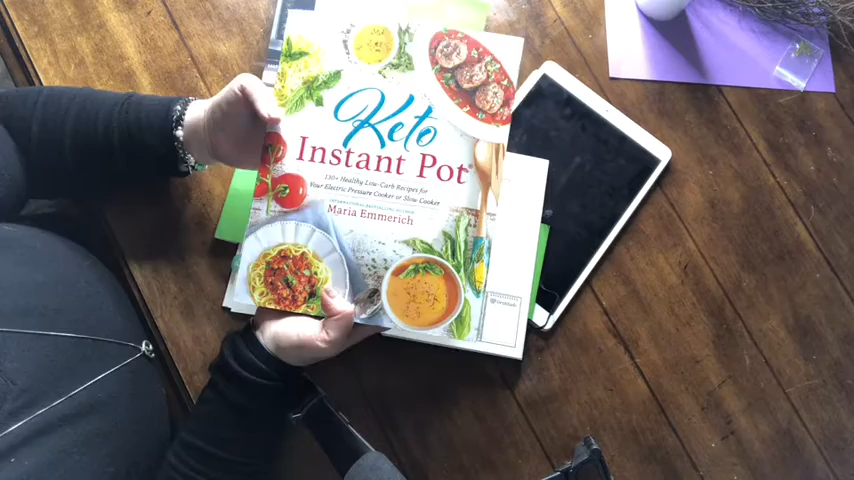 Keto
Instant Pot
130+ Healthy Low-Carb Recipes for
Your Electric Pressure Cooker or Slow Cooker
INTERNATIONAL BESTSELLING AUTHOR
Maria Emmerich
Gratitude